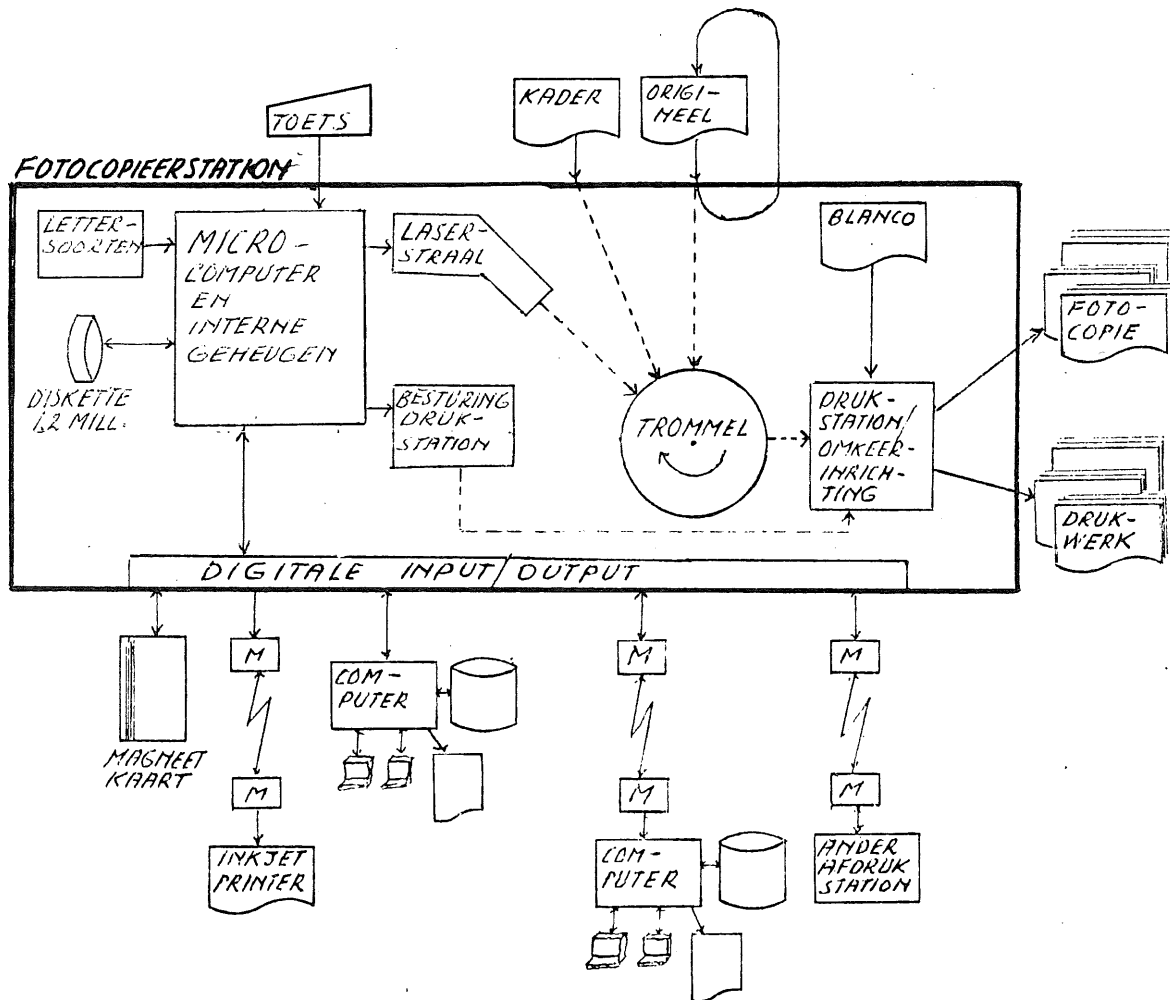 KADER
ORIGI-
NEEL
TOETS
FOTOCOPIEERSTATION
LETTER-
SOORTEN
MICRO-
COMPUTER
EN
INTERNE
GEHEUGEN
LASER-
STRAAL
BLANCO
FOTO-
COPIE
DISKETTE
1,2 MILL.
BESTURING
DRUK-
STATION
TROMMEL
DRUK-
STATION/
OMKEER-
INRICH-
TING
DRUK-
WERK
DIGITALE INPUT/OUTPUT
MAGNEET
KAART
M
M
INKJET
PRINTER
COM-
PUTER
M
M
COM-
PUTER
M
M
ANDER
AFDRUK
STATION